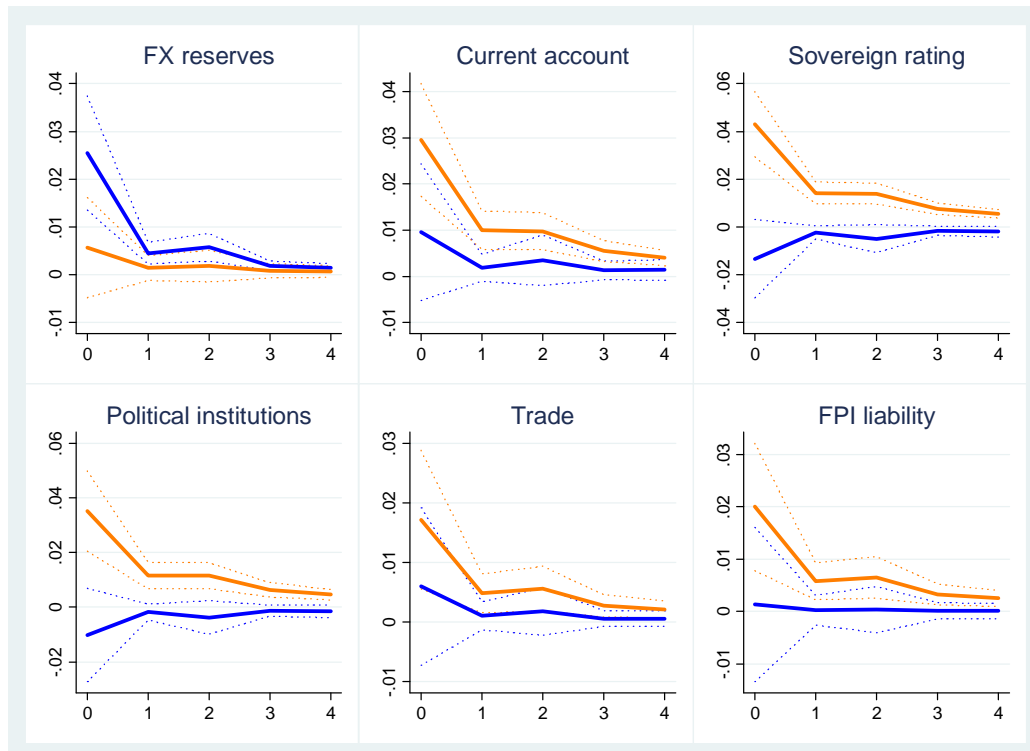 FX reserves
.04
.03
.02
.01
0
-.01
0 1 2 3 4
Current account
.04
.03
.02
.01
0
-.01
0 1 2 3 4
Sovereign rating
.06
.04
.02
0
-.02
-.04
0 1 2 3 4
Political institutions
.06
.04
.02
0
-.02
0 1 2 3 4
Trade
.03
.02
.01
0
-.01
0 1 2 3 4
FPI liability
.03
.02
.01
0
-.01
0 1 2 3 4